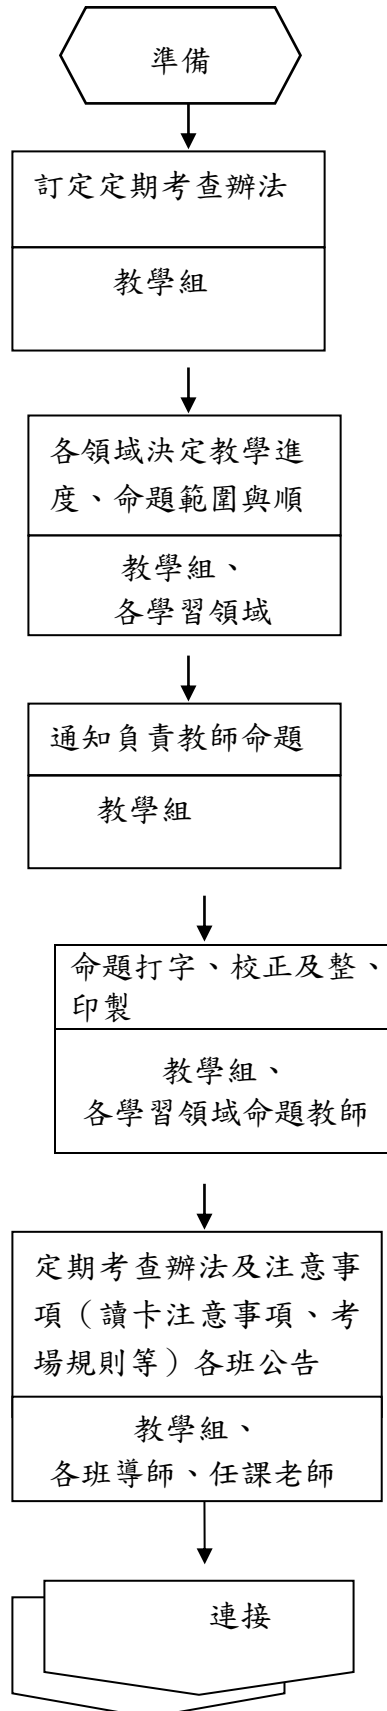 準備
訂定定期考查辦法
教學組
各領域決定教學進
度、命題範圍與順
教學組、
各學習領域
通知負責教師命題
教學組
命題打字、校正及整、
印製
教學組、
各學習領域命題教師
定期考查辦法及注意事
項（讀卡注意事項、考
場規則等）各班公告
教學組、
各班導師、任課老師
連接